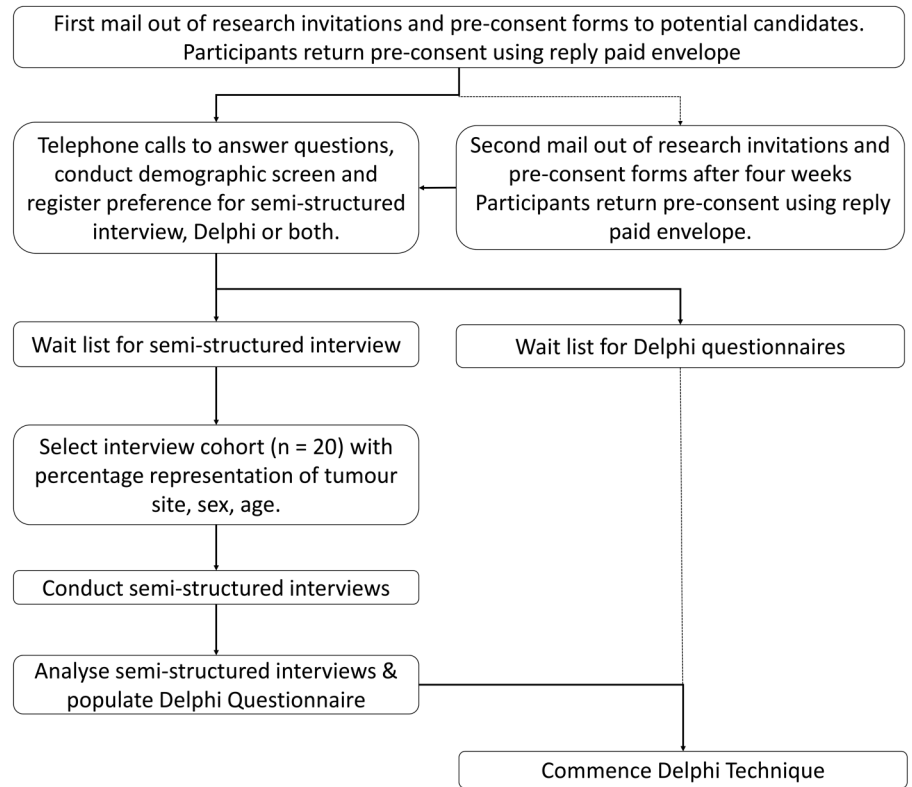 First mail out of research invitations and pre-consent forms to potential candidates.
Participants return pre-consent using reply paid envelope
Telephone calls to answer questions,
conduct demographic screen and
register preference for semi-structured
interview, Delphi or both.
Second mail out of research invitations and
pre-consent forms after four weeks
Participants return pre-consent using reply
paid envelope.
Wait list for semi-structured interview
Wait list for Delphi questionnaires
Select interview cohort (n = 20) with
percentage representation of tumour
site, sex, age.
Conduct semi-structured interviews
Analyse semi-structured interviews &
populate Delphi Questionnaire
Commence Delphi Technique